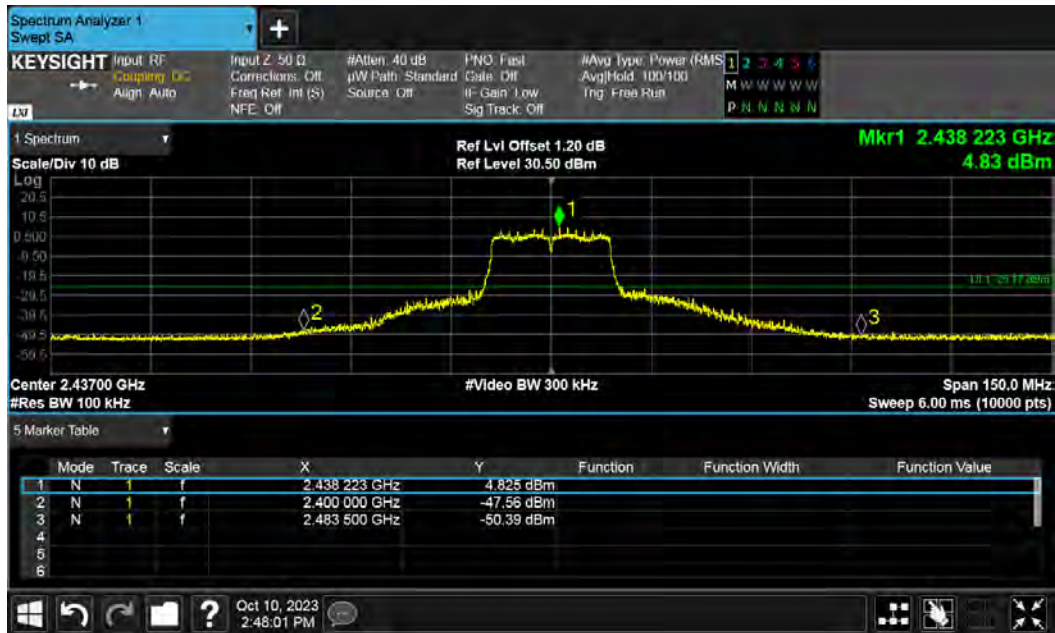 Spectrum Analyzer 1
Swept SA
+
KEYSIGHT Input: RF Input Z: 50 Ω #Atten: 40 dB PNO: Fast #Avg Type: Power (RMS 1 2 3 4 5 6
Coupling: DC Corrections: Off µW Path: Standard Gate: Off Avg|Hold: 100/100 M W W W W W
Align: Auto Freq Ref: Int (S) Source: Off IF Gain: Low Trig: Free Run
LXI NFE: Off Sig Track: Off P N N N N N
1 Spectrum
Ref Lvl Offset 1.20 dB Mkr1 2.438 223 GHz
Scale/Div 10 dB Ref Level 30.50 dBm 4.83 dBm
Log
20.5
10.5
0.500
-9.50
-19.5
-29.5
-39.5
-49.5
-59.5
1
2
3
Center 2.43700 GHz #Video BW 300 kHz Span 150.0 MHz
#Res BW 100 kHz Sweep 6.00 ms (10000 pts)
5 Marker Table
Mode Trace Scale X Y Function Function Width Function Value
1 N 1 f 2.438 223 GHz 4.825 dBm
2 N 1 f 2.400 000 GHz -47.56 dBm
3 N 1 f 2.483 500 GHz -50.39 dBm
4
5
6
? Oct 10, 2023
2:48:01 PM